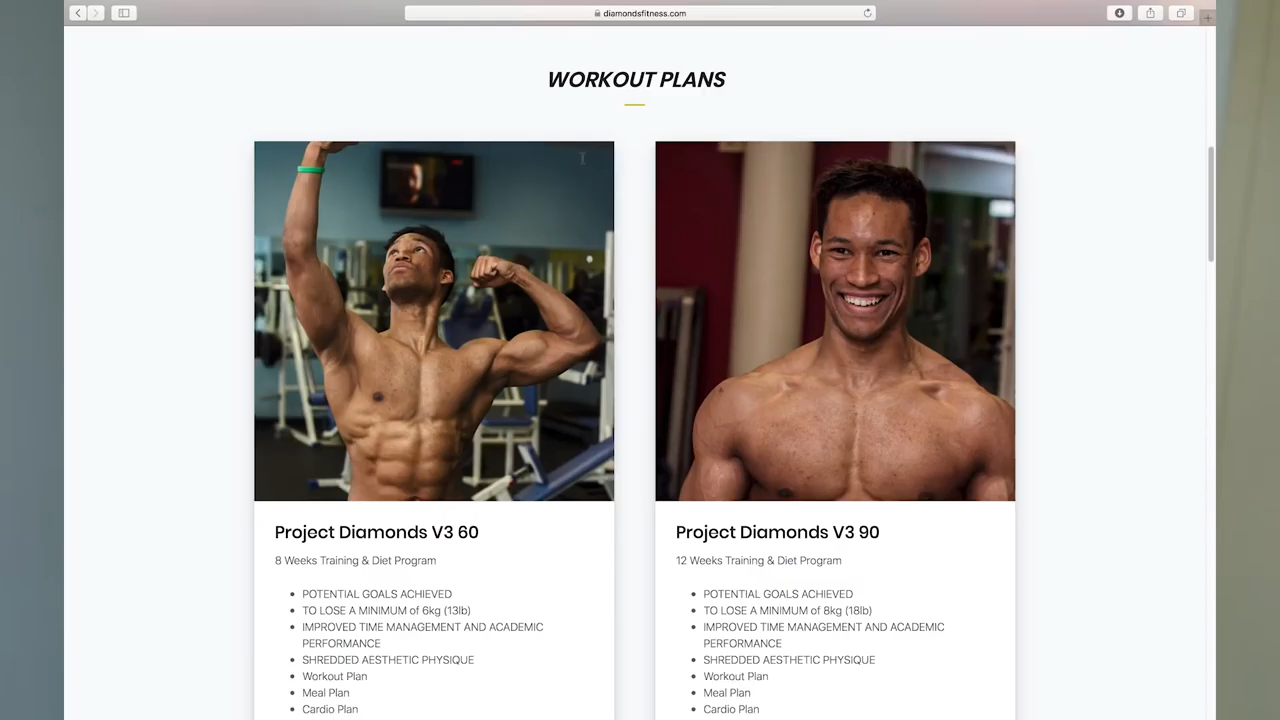 diamondsfitness.com
WORKOUT PLANS
Project Diamonds V3 60
8 Weeks Training & Diet Program
POTENTIAL GOALS ACHIEVED
TO LOSE A MINIMUM of 6kg (13lb)
IMPROVED TIME MANAGEMENT AND ACADEMIC
PERFORMANCE
SHREDDED AESTHETIC PHYSIQUE
Workout Plan
Meal Plan
Cardio Plan
Project Diamonds V3 90
12 Weeks Training & Diet Program
POTENTIAL GOALS ACHIEVED
TO LOSE A MINIMUM of 8kg (18lb)
IMPROVED TIME MANAGEMENT AND ACADEMIC
PERFORMANCE
SHREDDED AESTHETIC PHYSIQUE
Workout Plan
Meal Plan
Cardio Plan